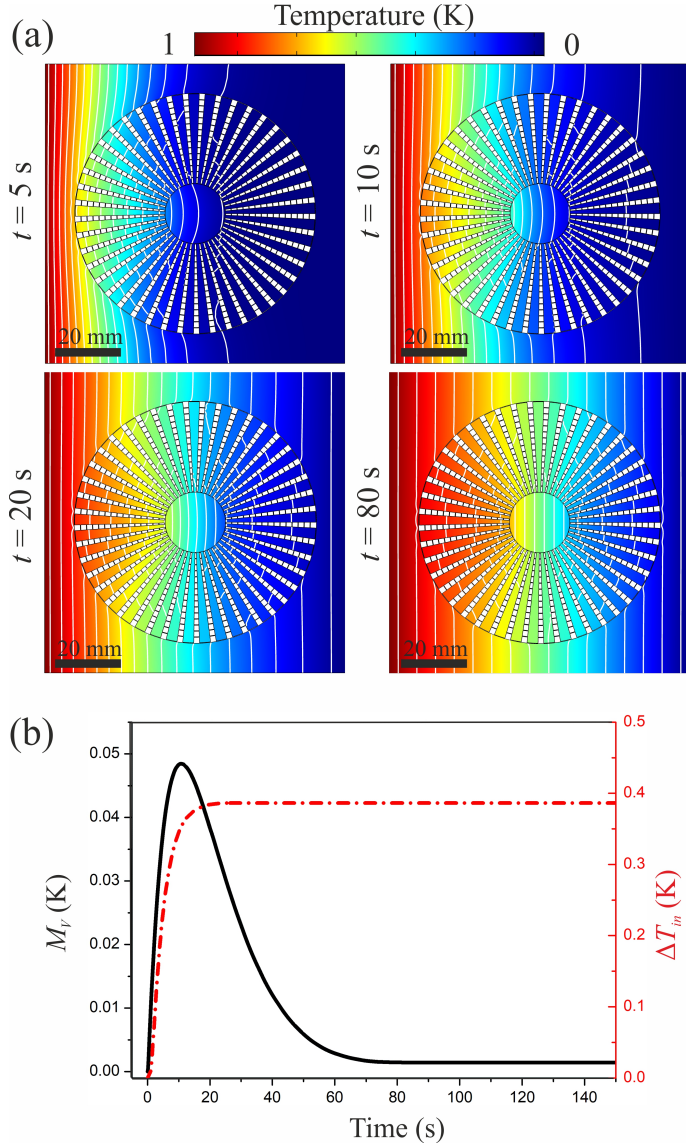 (a)
Temperature (K)
1 0
t = 5 s
20 mm
t = 10 s
20 mm
t = 20 s
20 mm
t = 80 s
20 mm
(b)
0.05
0.04
0.03
0.02
0.01
0.00
M_V (K)
0.5
0.4
0.3
0.2
0.1
0.0
ΔT_in (K)
0 20 40 60 80 100 120 140
Time (s)